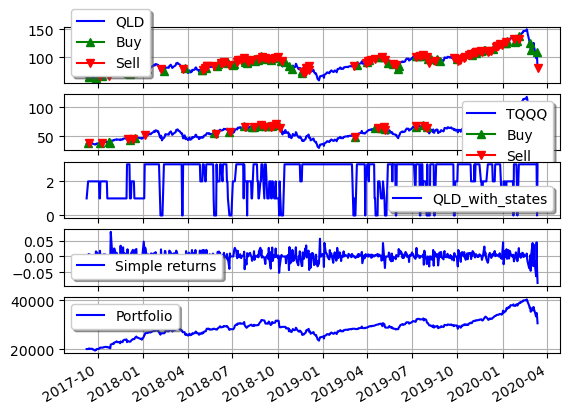 QLD
Buy
Sell
150
100
TQQQ
Buy
Sell
100
50
2
0
QLD_with_states
0.05
0.00
−0.05
Simple returns
40000
20000
Portfolio
2017-10
2018-01
2018-04
2018-07
2018-10
2019-01
2019-04
2019-07
2019-10
2020-01
2020-04